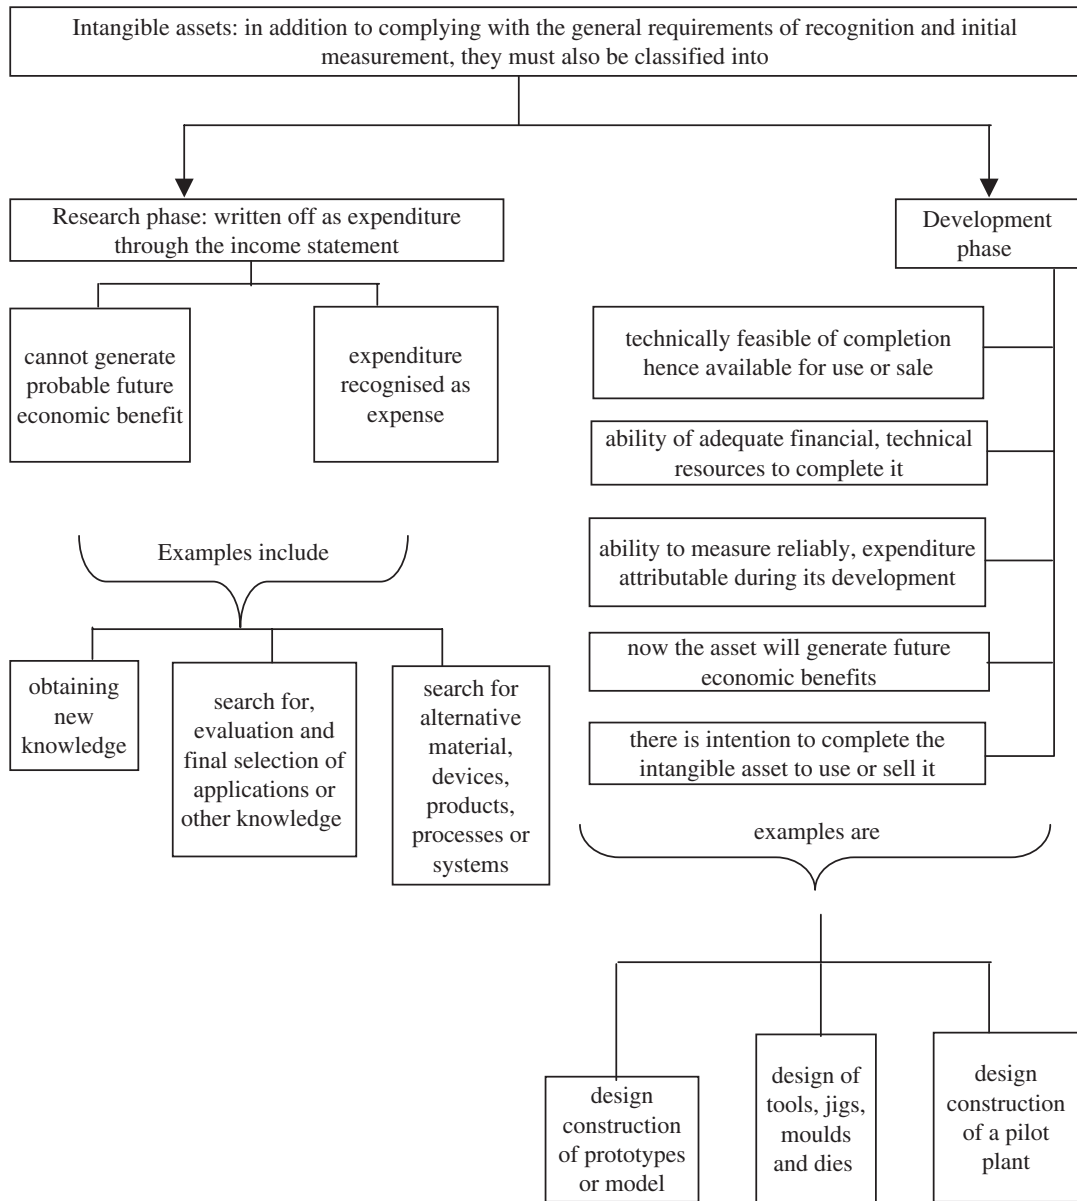 Intangible assets: in addition to complying with the general requirements of recognition and initial
measurement, they must also be classified into
Research phase: written off as expenditure
through the income statement
Development
phase
cannot generate
probable future
economic benefit
expenditure
recognised as
expense
technically feasible of completion
hence available for use or sale
ability of adequate financial, technical
resources to complete it
ability to measure reliably, expenditure
attributable during its development
now the asset will generate future
economic benefits
there is intention to complete the
intangible asset to use or sell it
Examples include
obtaining
new
knowledge
search for,
evaluation and
final selection of
applications or
other knowledge
search for
alternative
material,
devices,
products,
processes or
systems
examples are
design
construction
of prototypes
or model
design of
tools, jigs,
moulds
and dies
design
construction
of a pilot
plant